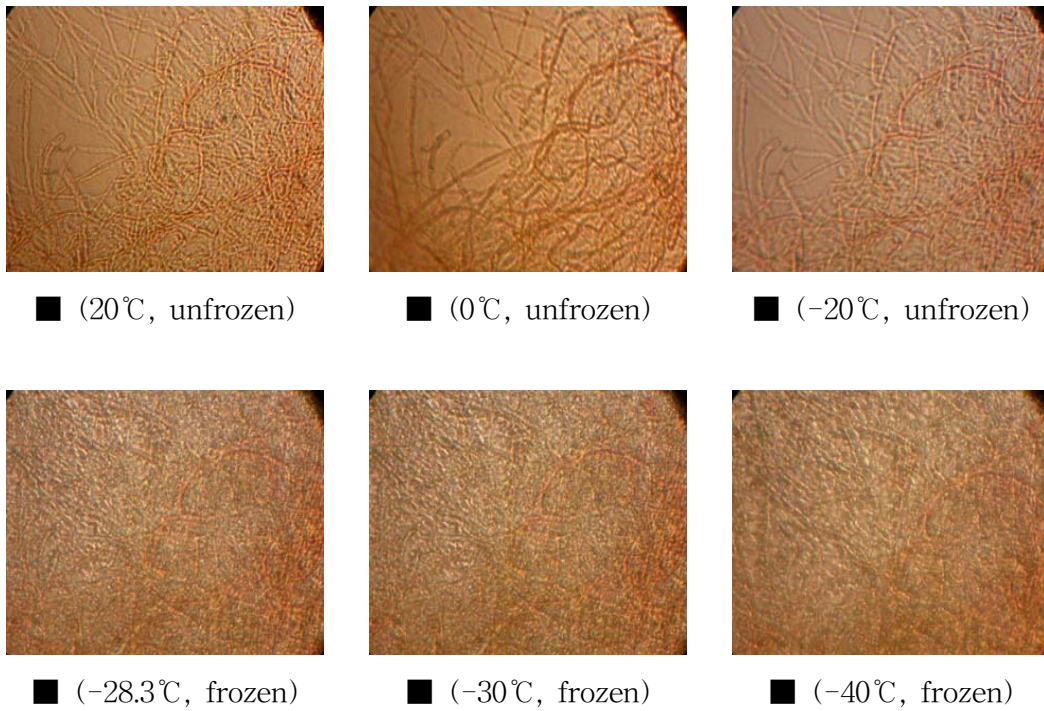 ■ (20℃, unfrozen)
■ (0℃, unfrozen)
■ (-20℃, unfrozen)
■ (-28.3℃, frozen)
■ (-30℃, frozen)
■ (-40℃, frozen)